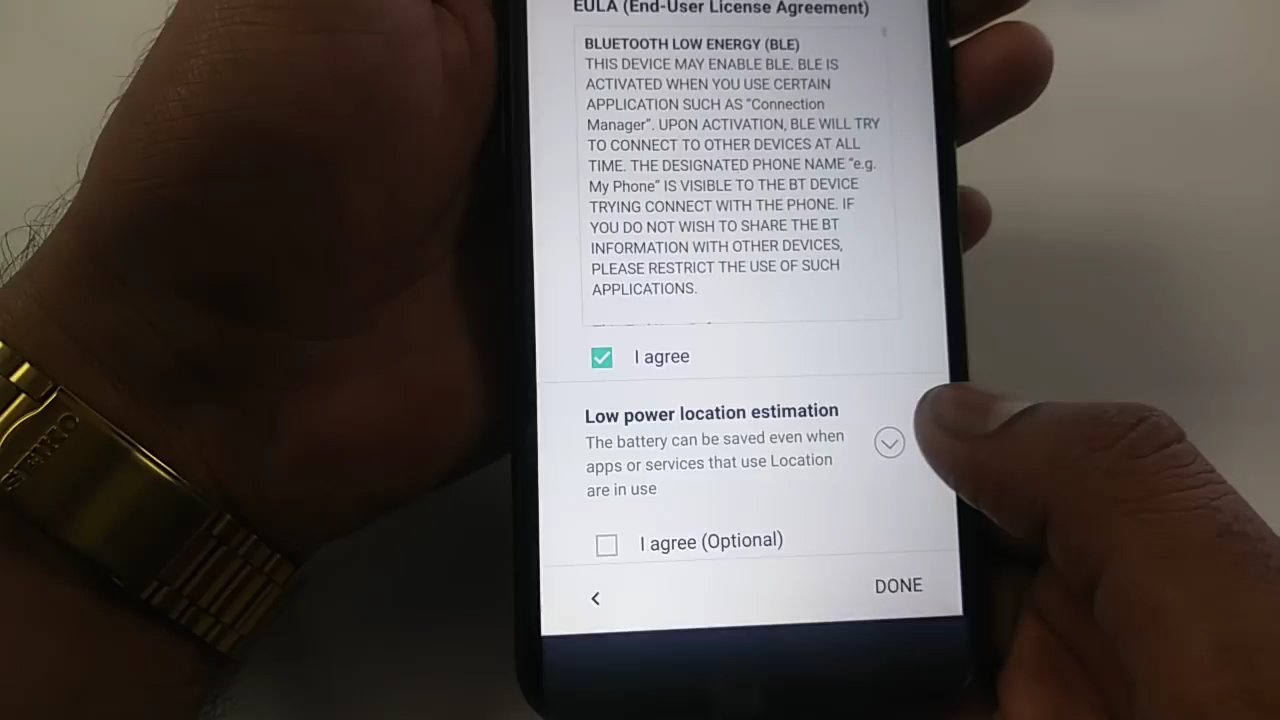 EULA (End-User License Agreement)
BLUETOOTH LOW ENERGY (BLE)
THIS DEVICE MAY ENABLE BLE. BLE IS
ACTIVATED WHEN YOU USE CERTAIN
APPLICATION SUCH AS "Connection
Manager". UPON ACTIVATION, BLE WILL TRY
TO CONNECT TO OTHER DEVICES AT ALL
TIME. THE DESIGNATED PHONE NAME "e.g.
My Phone" IS VISIBLE TO THE BT DEVICE
TRYING CONNECT WITH THE PHONE. IF
YOU DO NOT WISH TO SHARE THE BT
INFORMATION WITH OTHER DEVICES,
PLEASE RESTRICT THE USE OF SUCH
APPLICATIONS.
I agree
Low power location estimation
The battery can be saved even when
apps or services that use Location
are in use
I agree (Optional)
DONE
SEIKO